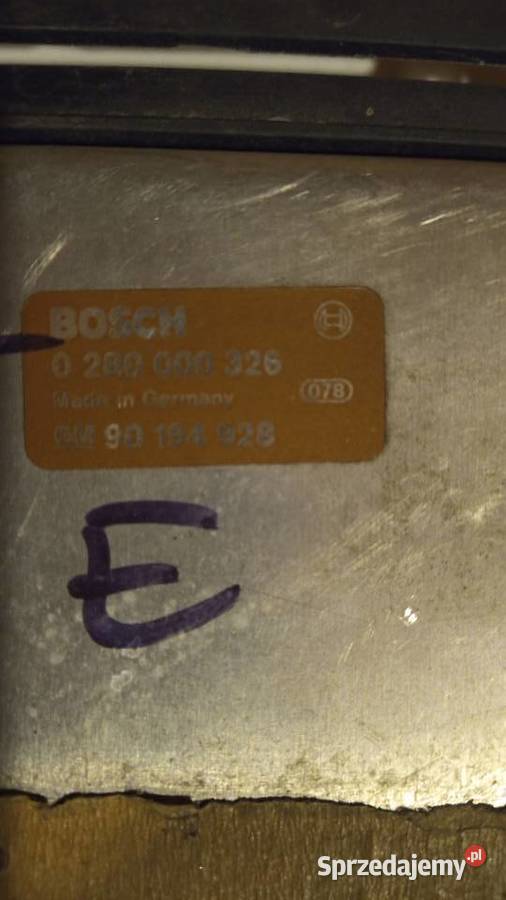 BOSCH
0 280 000 326
Made in Germany 078
GM 90 194 928
E
Sprzedajemy.pl